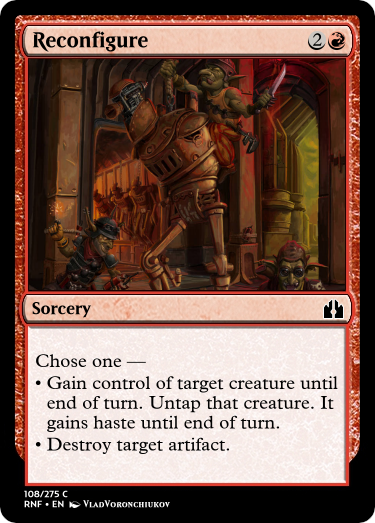 Reconfigure 2
Sorcery
Chose one —
• Gain control of target creature until
end of turn. Untap that creature. It
gains haste until end of turn.
• Destroy target artifact.
108/275 C
RNF • EN VladVoronchiukov